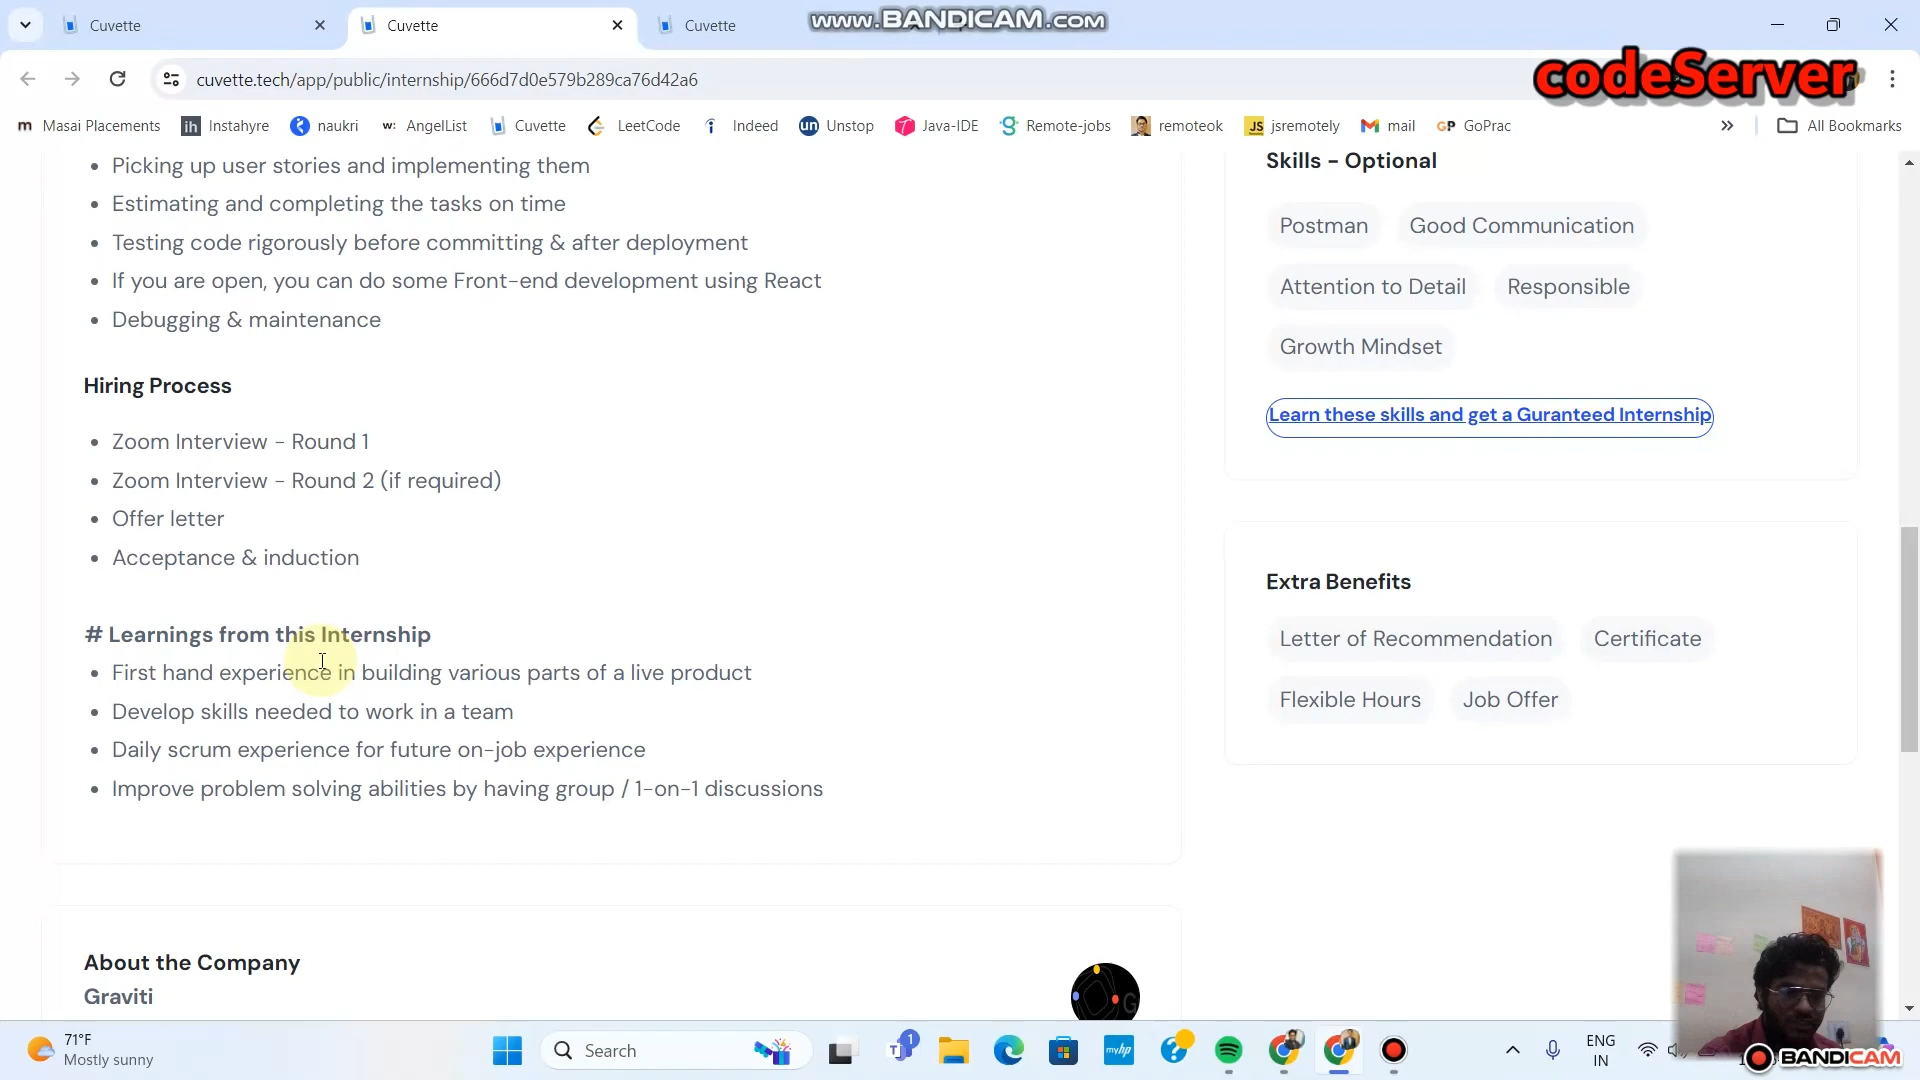 Cuvette
Cuvette
Cuvette
www.BANDICAM.com
cuvette.tech/app/public/internship/666d7d0e579b289ca76d42a6
codeServer
Masai Placements
Instahyre
naukri
AngelList
Cuvette
LeetCode
Indeed
Unstop
Java-IDE
Remote-jobs
remoteok
jsremotely
mail
GoPrac
All Bookmarks
Picking up user stories and implementing them
Estimating and completing the tasks on time
Testing code rigorously before committing & after deployment
If you are open, you can do some Front-end development using React
Debugging & maintenance
Hiring Process
Zoom Interview - Round 1
Zoom Interview - Round 2 (if required)
Offer letter
Acceptance & induction
# Learnings from this Internship
First hand experience in building various parts of a live product
Develop skills needed to work in a team
Daily scrum experience for future on-job experience
Improve problem solving abilities by having group / 1-on-1 discussions
About the Company
Graviti
G
Skills - Optional
Postman
Good Communication
Attention to Detail
Responsible
Growth Mindset
Learn these skills and get a Guranteed Internship
Extra Benefits
Letter of Recommendation
Certificate
Flexible Hours
Job Offer
71°F
Mostly sunny
Search
1
myhp
ENG
IN
BANDICAM